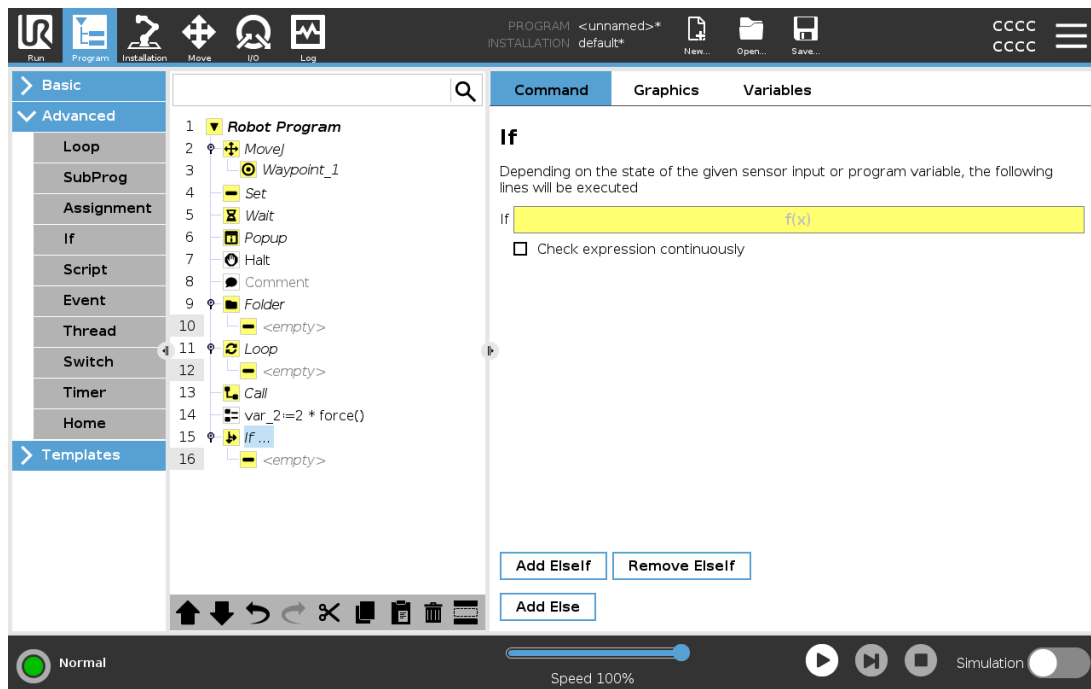 PROGRAM <unnamed>*
INSTALLATION default*
CCCC
CCCC
Run Program Installation Move I/O Log New... Open... Save...
Basic
Advanced
Loop
SubProg
Assignment
If
Script
Event
Thread
Switch
Timer
Home
Templates
1 Robot Program
2 MoveJ
3 Waypoint_1
4 Set
5 Wait
6 Popup
7 Halt
8 Comment
9 Folder
10 <empty>
11 Loop
12 <empty>
13 Call
14 var_2:=2 * force()
15 If ...
16 <empty>
Command Graphics Variables
If
Depending on the state of the given sensor input or program variable, the following
lines will be executed
If f(x)
Check expression continuously
Add ElseIf Remove ElseIf
Add Else
Normal
Speed 100%
Simulation